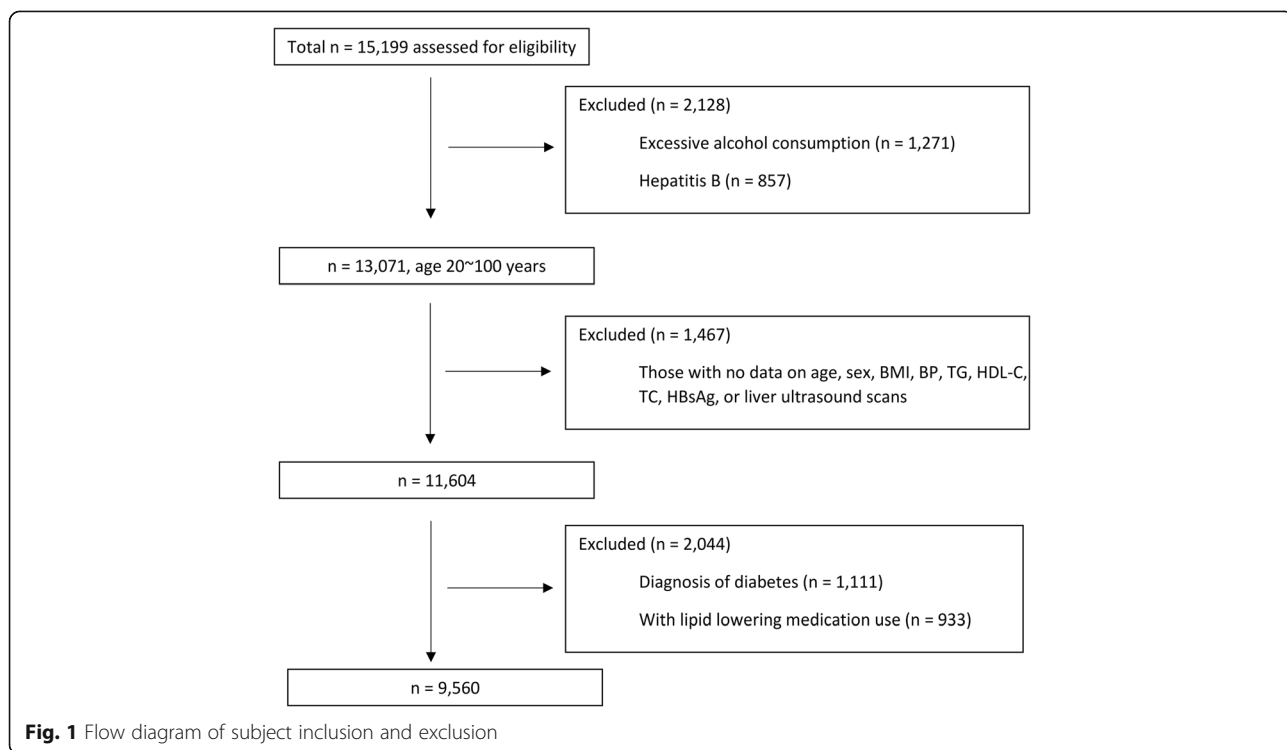 Total n = 15,199 assessed for eligibility
Excluded (n = 2,128)
Excessive alcohol consumption (n = 1,271)
Hepatitis B (n = 857)
n = 13,071, age 20~100 years
Excluded (n = 1,467)
Those with no data on age, sex, BMI, BP, TG, HDL-C,
TC, HBsAg, or liver ultrasound scans
n = 11,604
Excluded (n = 2,044)
Diagnosis of diabetes (n = 1,111)
With lipid lowering medication use (n = 933)
n = 9,560
Fig. 1 Flow diagram of subject inclusion and exclusion